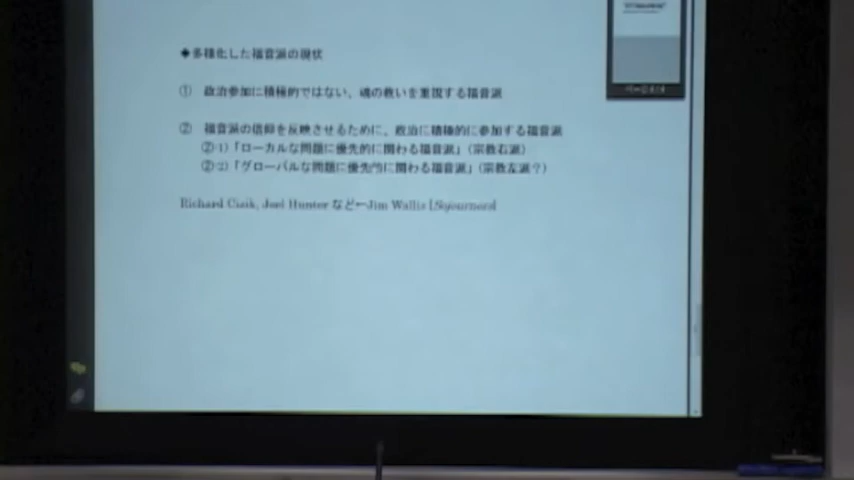 ◆多様化した福音派の現状
① 政治参加に積極的ではない、魂の救いを重視する福音派
② 福音派の信仰を反映させるために、政治に積極的に参加する福音派
②-1)「ローカルな問題に優先的に関わる福音派」(宗教右派)
②-2)「グローバルな問題に優先的に関わる福音派」(宗教左派?)
Richard Cizik, Joel Hunter など←Jim Wallis [Sojourners]